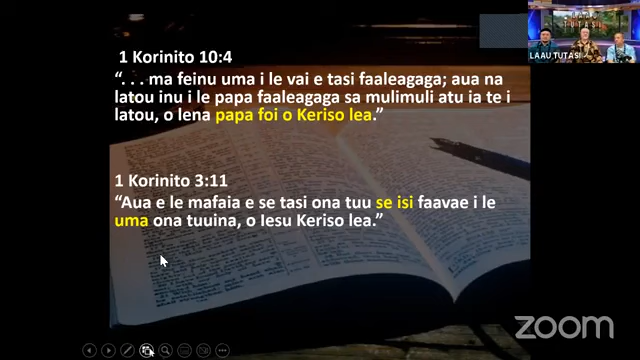 LAAU
TUTASI
LAAU TUTASI
1 Korinito 10:4
“. . . ma feinu uma i le vai e tasi faaleagaga; aua na
latou inu i le papa faaleagaga sa mulimuli atu ia te i
latou, o lena papa foi o Keriso lea.”
1 Korinito 3:11
“Aua e le mafaia e se tasi ona tuu se isi faavae i le
uma ona tuuina, o Iesu Keriso lea.”
zoom